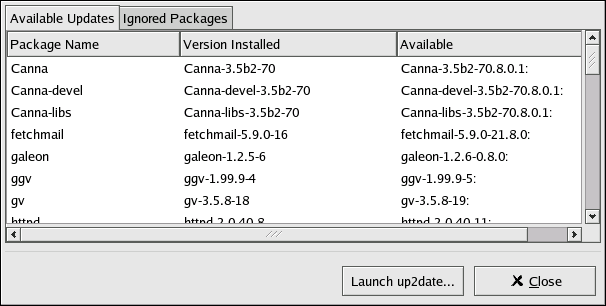 Available Updates Ignored Packages
Package Name Version Installed Available
Canna Canna-3.5b2-70 Canna-3.5b2-70.8.0.1:
Canna-devel Canna-devel-3.5b2-70 Canna-devel-3.5b2-70.8.0.1:
Canna-libs Canna-libs-3.5b2-70 Canna-libs-3.5b2-70.8.0.1:
fetchmail fetchmail-5.9.0-16 fetchmail-5.9.0-21.8.0:
galeon galeon-1.2.5-6 galeon-1.2.6-0.8.0:
ggv ggv-1.99.9-4 ggv-1.99.9-5:
gv gv-3.5.8-18 gv-3.5.8-19:
httpd httpd-2.0.40-8 httpd-2.0.40-11:
Launch up2date... Close